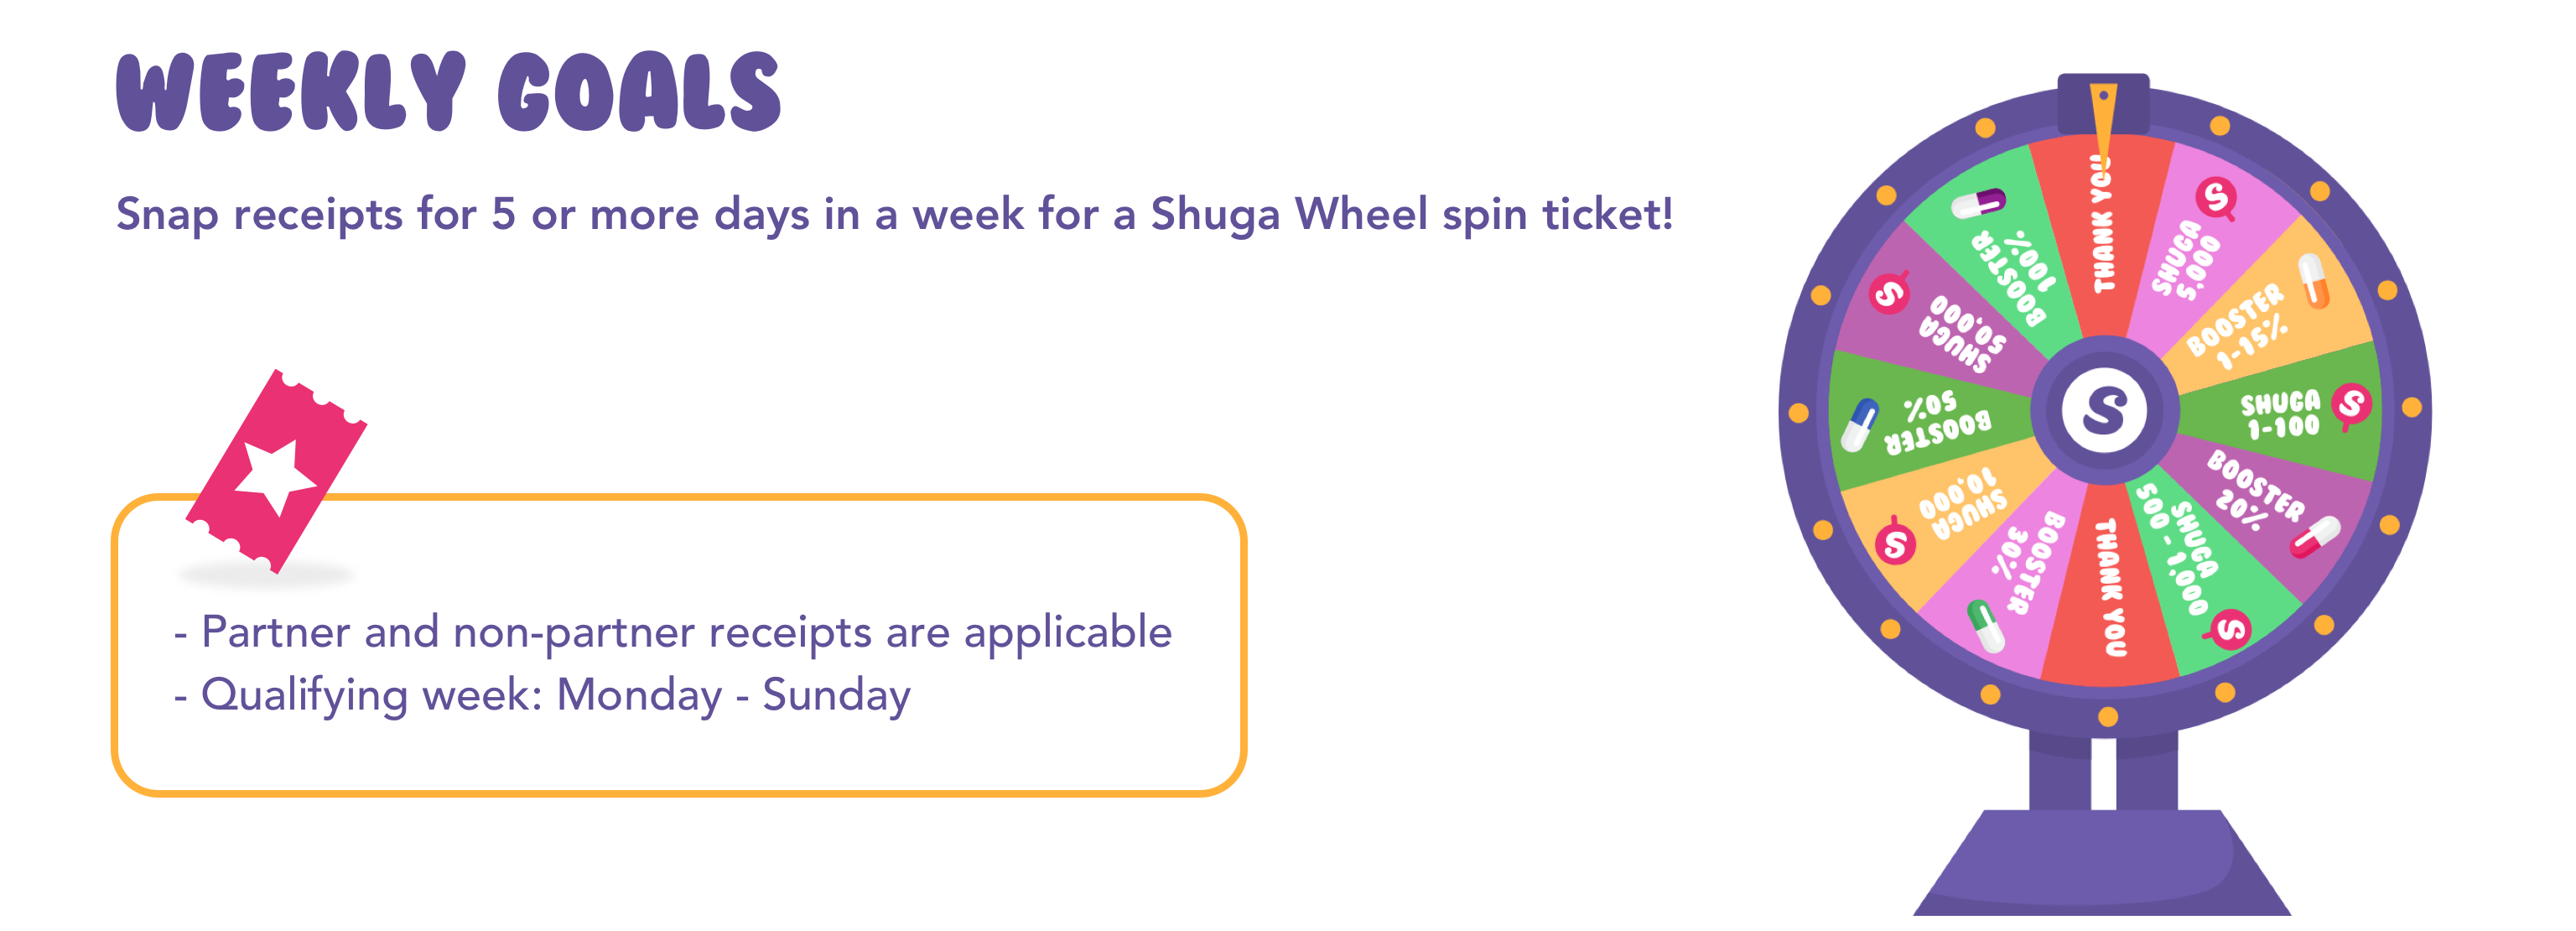 WEEKLY GOALS
Snap receipts for 5 or more days in a week for a Shuga Wheel spin ticket!
- Partner and non-partner receipts are applicable
- Qualifying week: Monday - Sunday
THANK YOU
SHUGA
5,000
S
BOOSTER
1-15%
SHUGA
1-100
S
BOOSTER
20%
SHUGA
500 - 1,000
S
THANK YOU
BOOSTER
30%
SHUGA
10,000
S
BOOSTER
50%
SHUGA
50,000
S
BOOSTER
100%
S